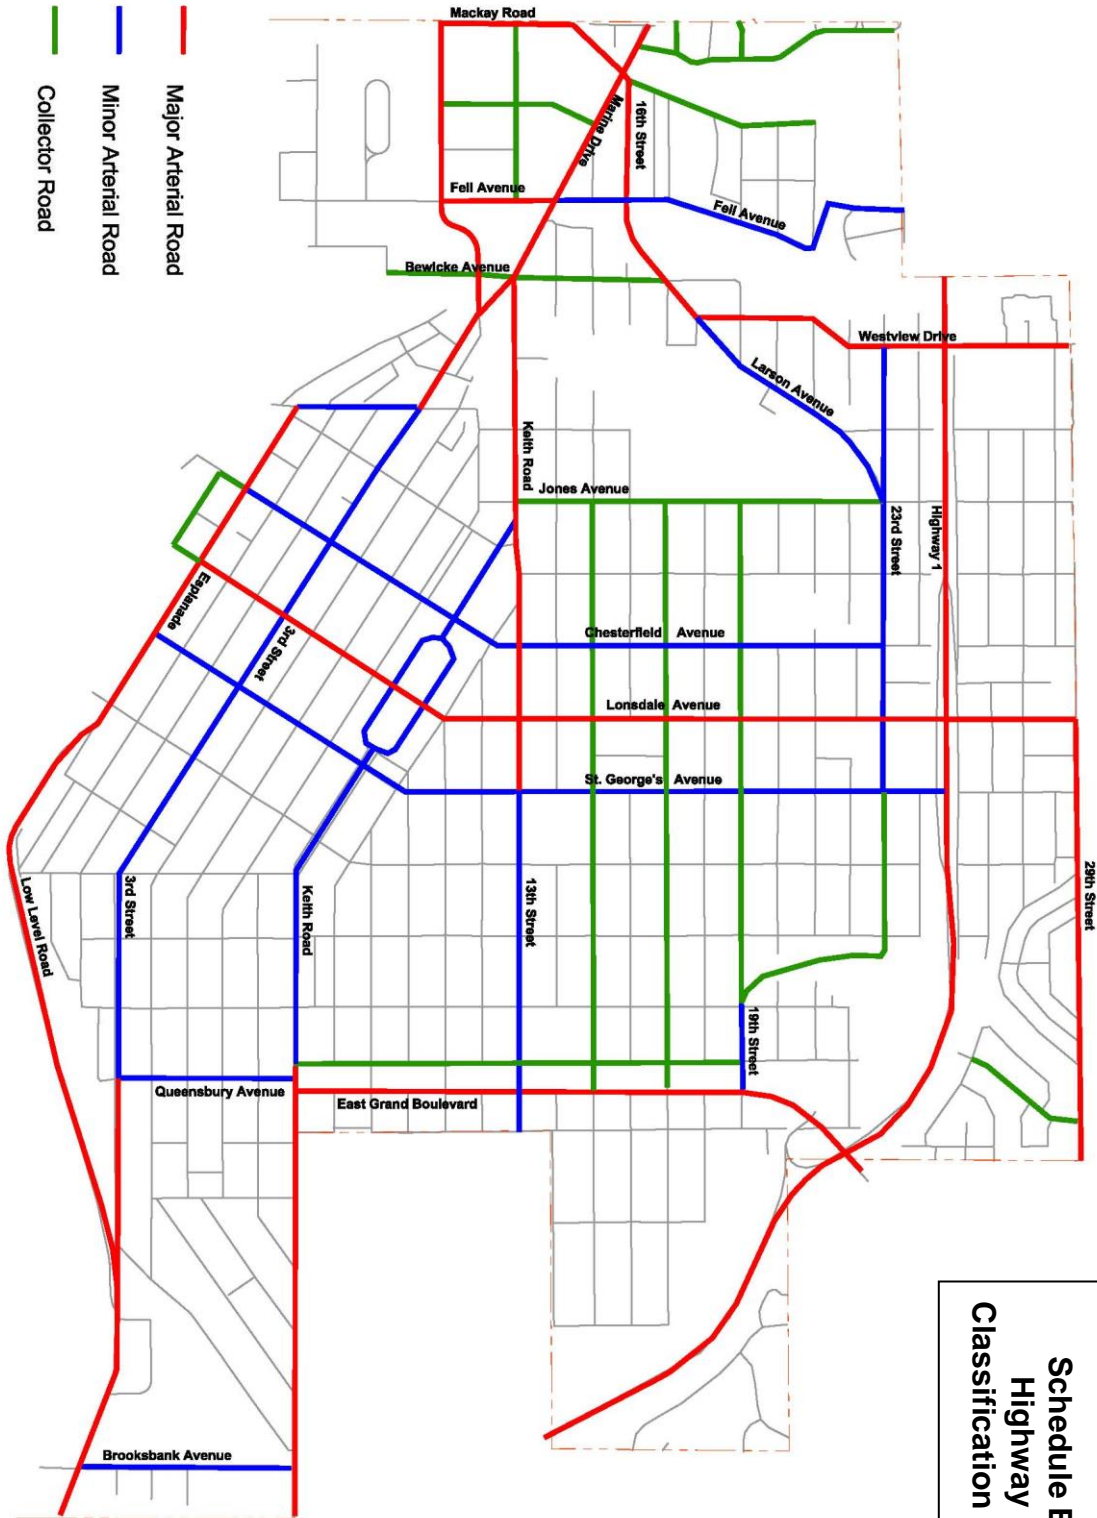 Mackay Road
Marine Drive
16th Street
Fell Avenue
Fell Avenue
Bewicke Avenue
Westview Drive
Larson Avenue
Keith Road
Jones Avenue
23rd Street
Highway 1
Esplanade
3rd Street
Chesterfield Avenue
Lonsdale Avenue
St. George's Avenue
29th Street
Low Level Road
3rd Street
Keith Road
13th Street
19th Street
Queensbury Avenue
East Grand Boulevard
Brooksbank Avenue
Major Arterial Road
Minor Arterial Road
Collector Road
Schedule
Highway
Classification